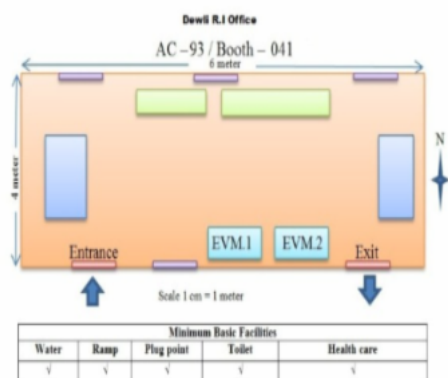 Dewli R.I Office
AC –93 / Booth – 041
6 meter
4 meter
N
EVM.1 EVM.2
Entrance Exit
Scale 1 cm = 1 meter
Minimum Basic Facilities
Water Ramp Plug point Toilet Health care
√ √ √ √ √